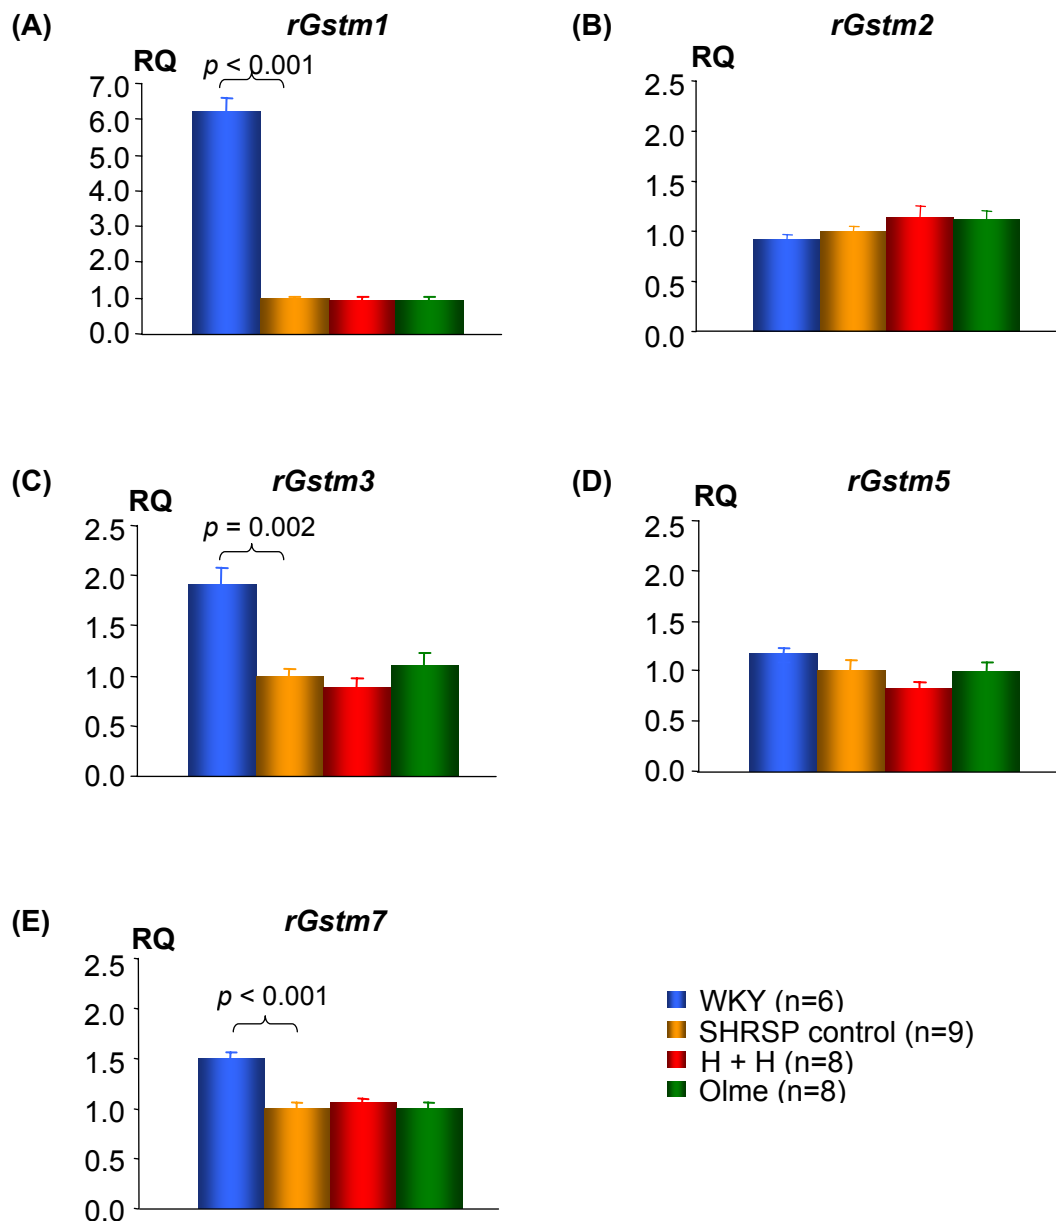 (A) rGstm1
RQ
p < 0.001
7.0
6.0
5.0
4.0
3.0
2.0
1.0
0.0
(B) rGstm2
RQ
2.5
2.0
1.5
1.0
0.5
0.0
(C) rGstm3
RQ
p = 0.002
2.5
2.0
1.5
1.0
0.5
0.0
(D) rGstm5
RQ
2.5
2.0
1.5
1.0
0.5
0.0
(E) rGstm7
RQ
p < 0.001
2.5
2.0
1.5
1.0
0.5
0.0
WKY (n=6)
SHRSP control (n=9)
H + H (n=8)
Olme (n=8)